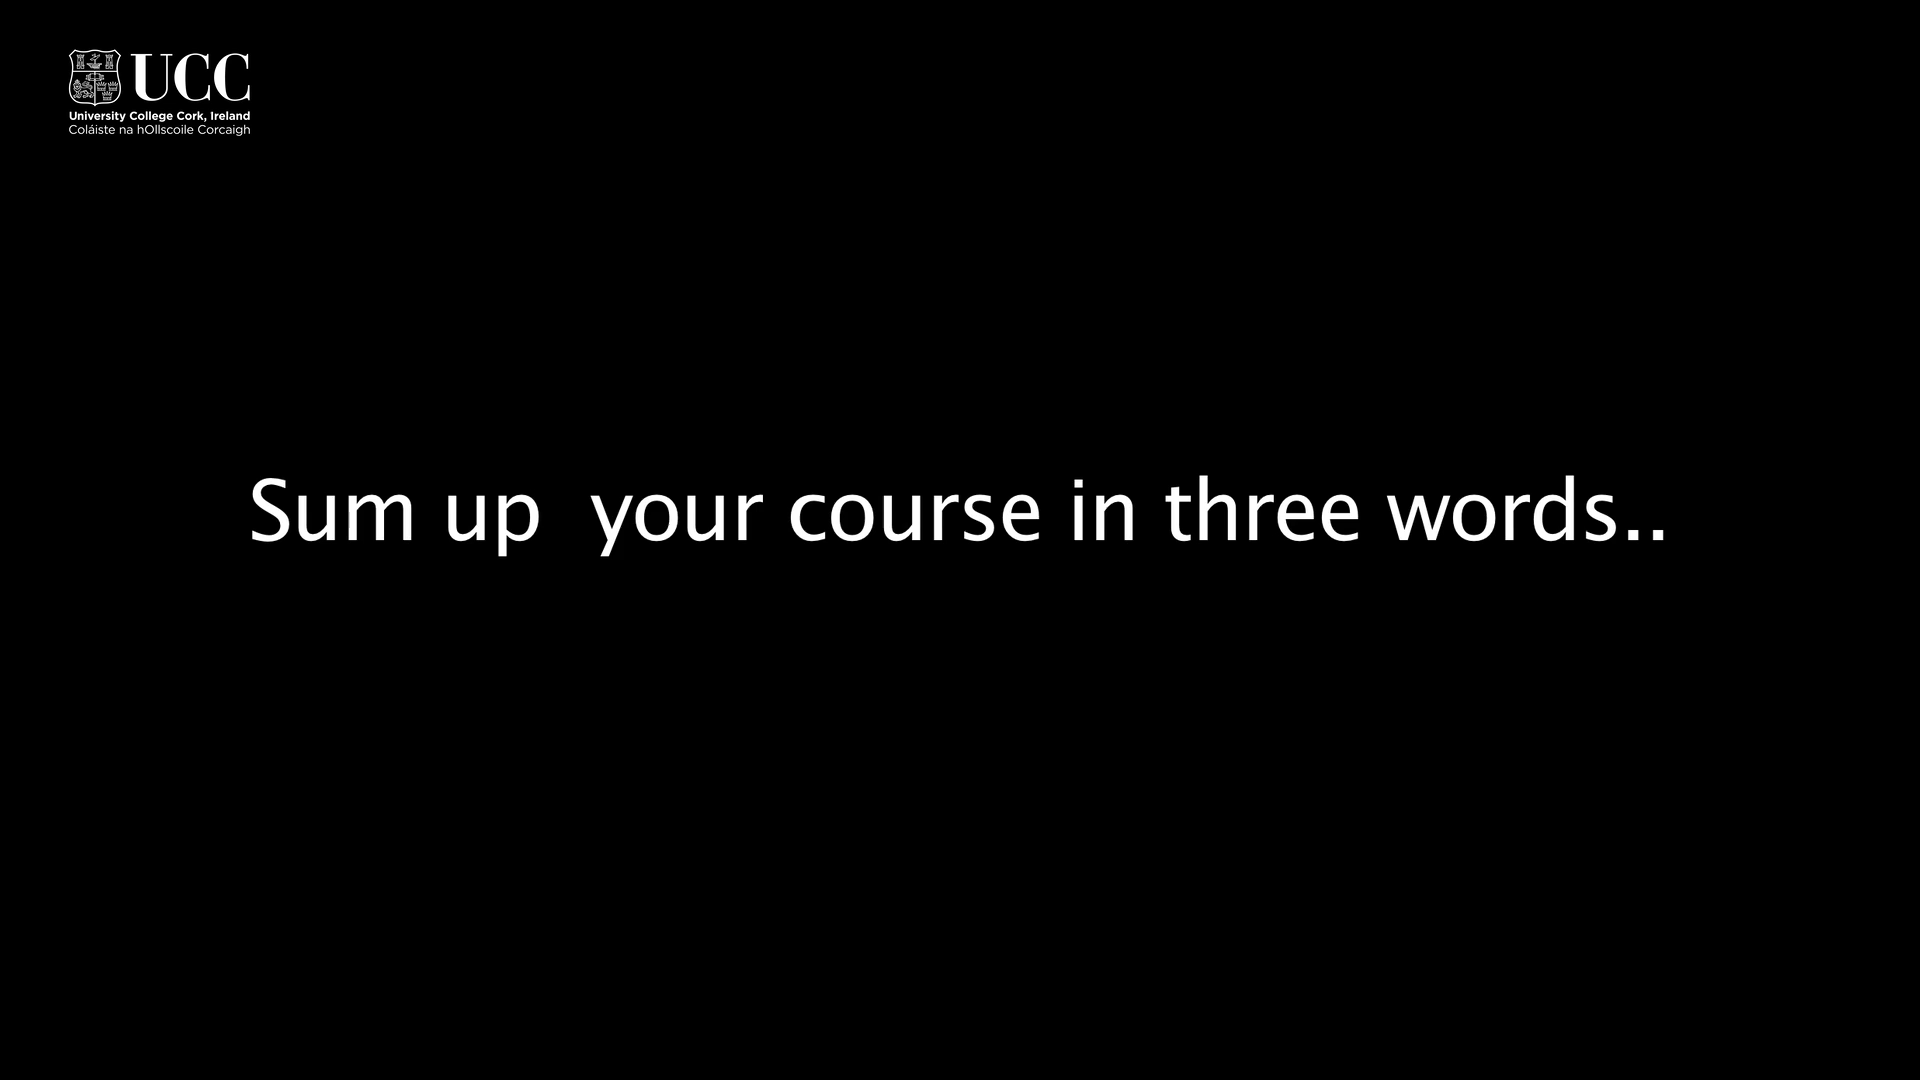 UCC
University College Cork, Ireland
Coláiste na hOllscoile Corcaigh
Sum up  your course in three words..